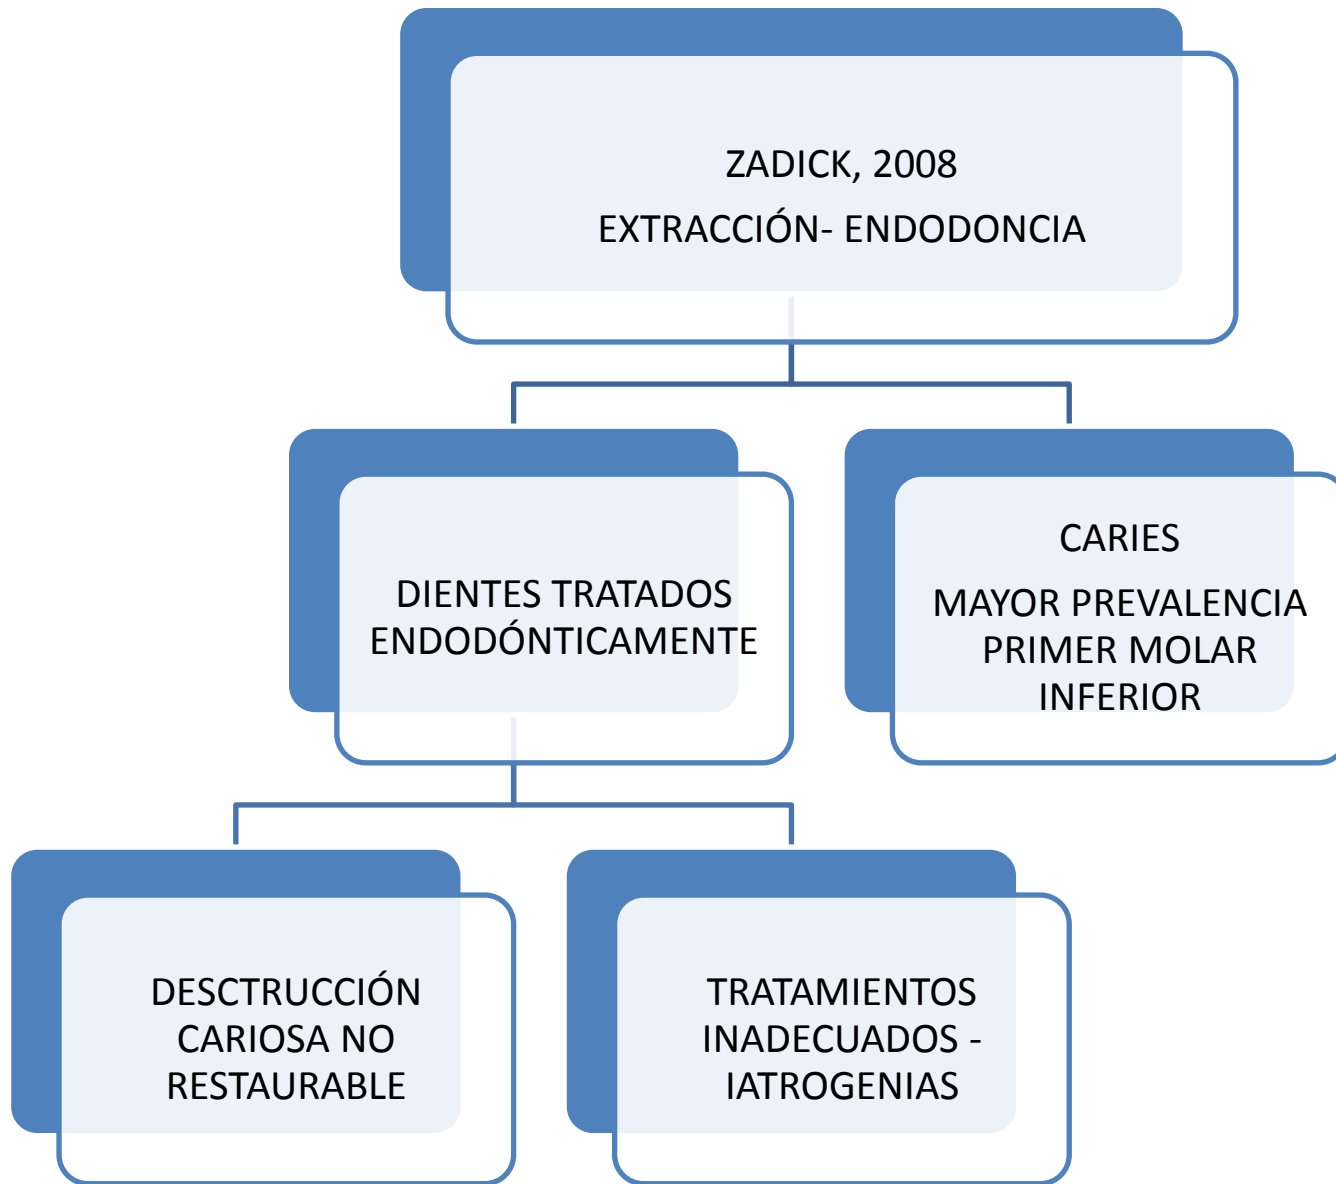 ZADICK, 2008
EXTRACCIÓN- ENDODONCIA
DIENTES TRATADOS
ENDODÓNTICAMENTE
CARIES
MAYOR PREVALENCIA
PRIMER MOLAR
INFERIOR
DESCTRUCCIÓN
CARIOSA NO
RESTAURABLE
TRATAMIENTOS
INADECUADOS -
IATROGENIAS